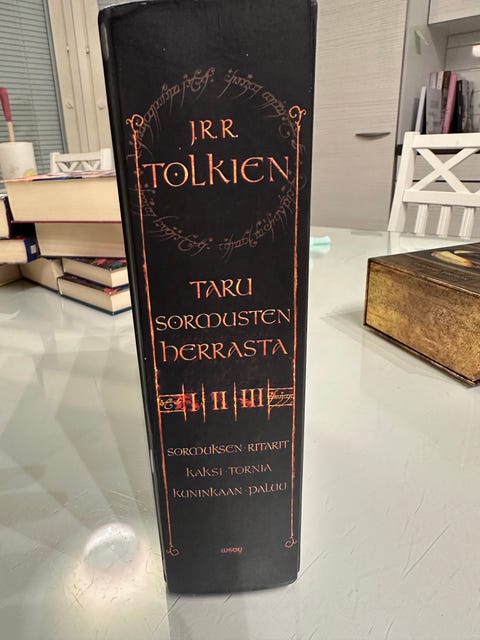 J.R.R.
TOLKIEN
TARU
SORMUSTEN
HERRASTA
I II III
SORMUKSEN · RITARIT
KAKSI · TORNIA
KUNINKAAN · PALUU
WSOY